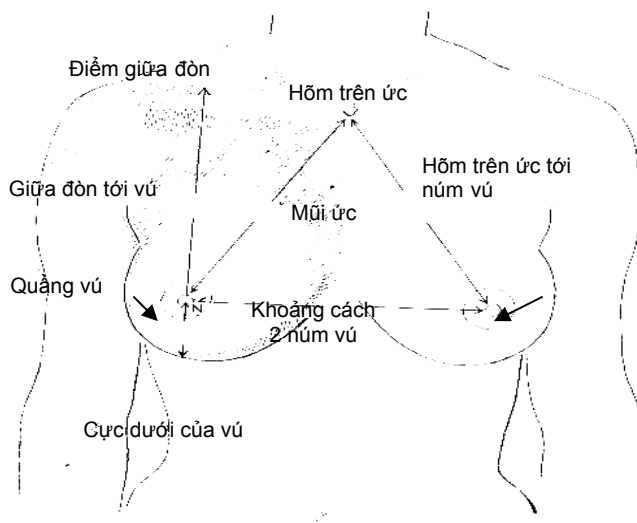 Điểm giữa đòn
Hõm trên ức
Giữa đòn tới vú
Hõm trên ức tới
núm vú
Mũi ức
Quầng vú
Khoảng cách
2 núm vú
Cực dưới của vú